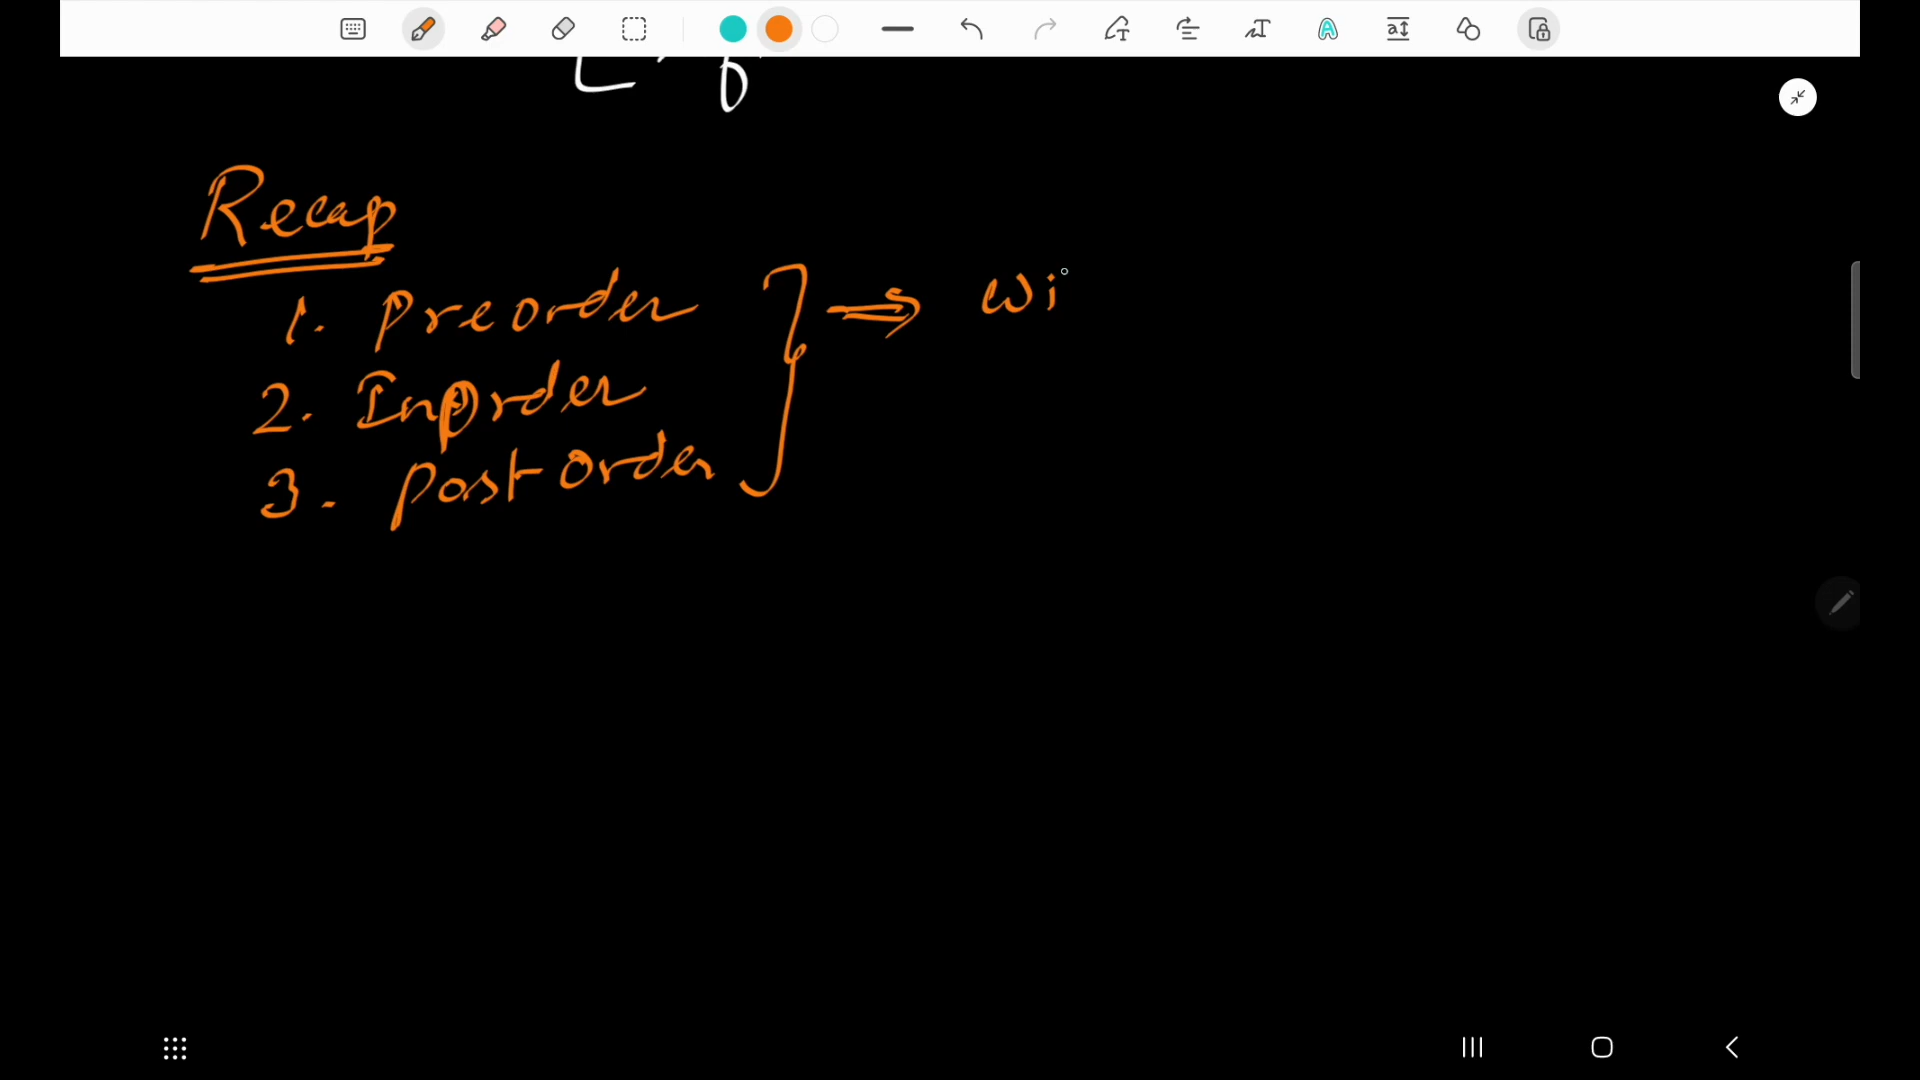 Recap
1. Preorder ⇒ wi
2. Inorder
3. Post order